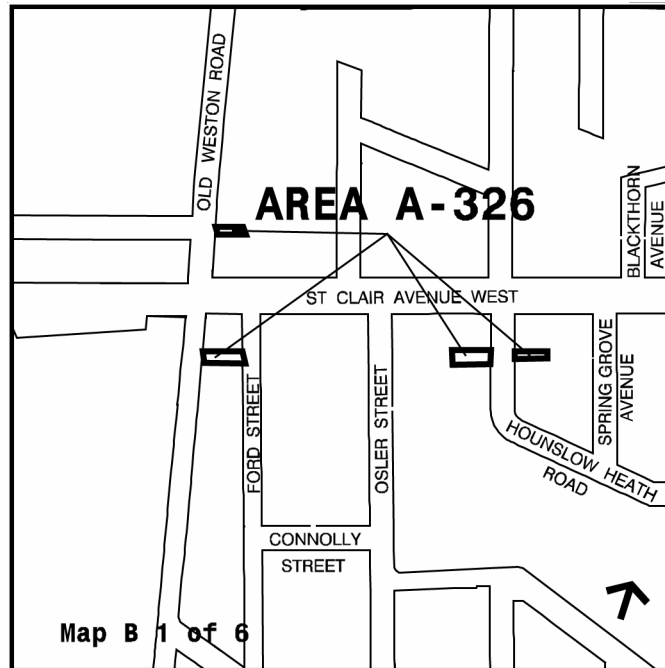 OLD WESTON ROAD
AREA A-326
BLACKTHORN
AVENUE
ST CLAIR AVENUE WEST
FORD STREET
OSLER STREET
SPRING GROVE
AVENUE
HOUNSLOW HEATH
ROAD
CONNOLLY
STREET
Map B 1 of 6